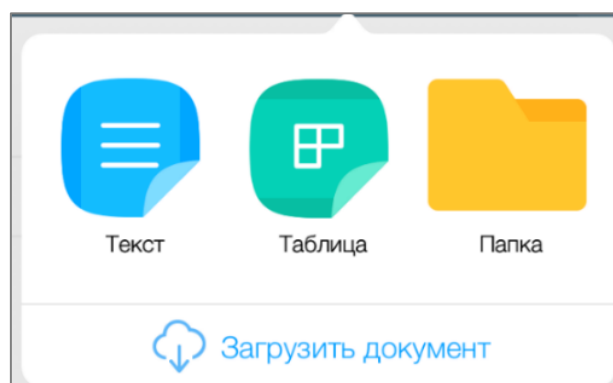 Текст Таблица Папка
Загрузить документ